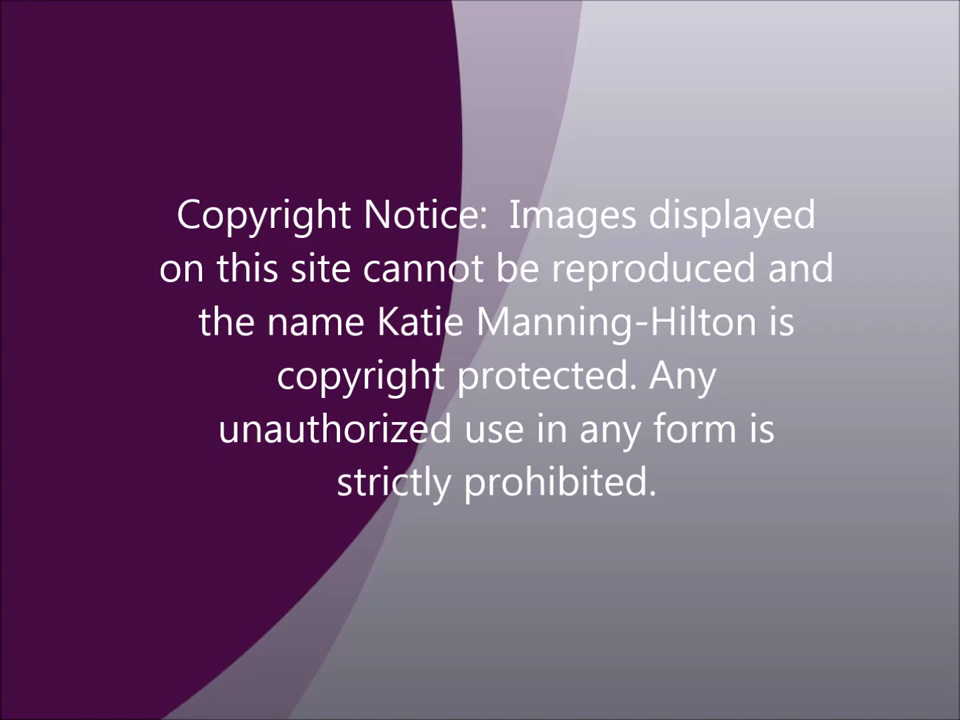 Copyright Notice:  Images displayed
on this site cannot be reproduced and
the name Katie Manning-Hilton is
copyright protected. Any
unauthorized use in any form is
strictly prohibited.